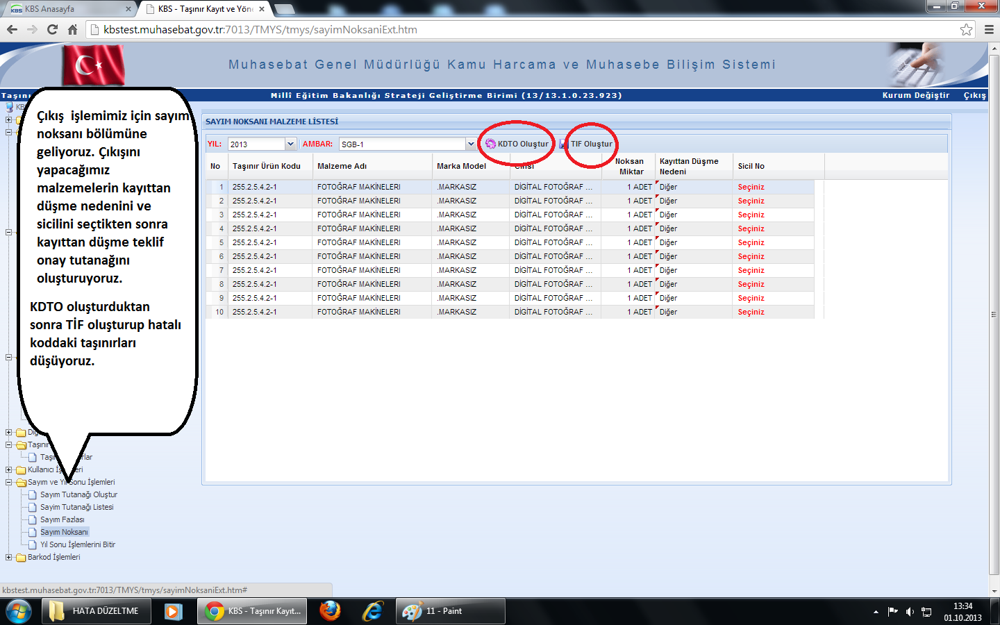 KBS Anasayfa
KBS - Taşınır Kayıt ve Yön
kbstest.muhasebat.gov.tr:7013/TMYS/tmys/sayimNoksaniExt.htm
Muhasebat Genel Müdürlüğü Kamu Harcama ve Muhasebe Bilişim Sistemi
Taşını
Millî Eğitim Bakanlığı Strateji Geliştirme Birimi (13/13.1.0.23.923)
Kurum Değiştir Çıkış
KB
Çıkış işlemimiz için sayım
noksanı bölümüne
geliyoruz. Çıkışını
yapacağımız
malzemelerin kayıttan
düşme nedenini ve
sicilini seçtikten sonra
kayıttan düşme teklif
onay tutanağını
oluşturuyoruz.
KDTO oluşturduktan
sonra TİF oluşturup hatalı
koddaki taşınırları
düşüyoruz.
SAYIM NOKSANI MALZEME LİSTESİ
YIL: 2013 AMBAR: SGB-1 KDTO Oluştur TIF Oluştur
No Taşınır Ürün Kodu Malzeme Adı Marka Model Cinsi Noksan Miktar Kayıttan Düşme Nedeni Sicil No
1 255.2.5.4.2-1 FOTOĞRAF MAKİNELERI .MARKASIZ DİGİTAL FOTOĞRAF ... 1 ADET Diğer Seçiniz
2 255.2.5.4.2-1 FOTOĞRAF MAKİNELERI .MARKASIZ DİGİTAL FOTOĞRAF ... 1 ADET Diğer Seçiniz
3 255.2.5.4.2-1 FOTOĞRAF MAKİNELERI .MARKASIZ DİGİTAL FOTOĞRAF ... 1 ADET Diğer Seçiniz
4 255.2.5.4.2-1 FOTOĞRAF MAKİNELERI .MARKASIZ DİGİTAL FOTOĞRAF ... 1 ADET Diğer Seçiniz
5 255.2.5.4.2-1 FOTOĞRAF MAKİNELERI .MARKASIZ DİGİTAL FOTOĞRAF ... 1 ADET Diğer Seçiniz
6 255.2.5.4.2-1 FOTOĞRAF MAKİNELERI .MARKASIZ DİGİTAL FOTOĞRAF ... 1 ADET Diğer Seçiniz
7 255.2.5.4.2-1 FOTOĞRAF MAKİNELERI .MARKASIZ DİGİTAL FOTOĞRAF ... 1 ADET Diğer Seçiniz
8 255.2.5.4.2-1 FOTOĞRAF MAKİNELERI .MARKASIZ DİGİTAL FOTOĞRAF ... 1 ADET Diğer Seçiniz
9 255.2.5.4.2-1 FOTOĞRAF MAKİNELERI .MARKASIZ DİGİTAL FOTOĞRAF ... 1 ADET Diğer Seçiniz
10 255.2.5.4.2-1 FOTOĞRAF MAKİNELERI .MARKASIZ DİGİTAL FOTOĞRAF ... 1 ADET Diğer Seçiniz
Taşınır
Kullanıcı İşlemleri
Sayım ve Yıl Sonu İşlemleri
Sayım Tutanağı Oluştur
Sayim Tutanağı Listesi
Sayım Fazlası
Sayım Noksanı
Yıl Sonu İşlemlerini Bitir
Barkod İşlemleri
kbstest.muhasebat.gov.tr:7013/TMYS/tmys/sayimNoksaniExt.htm#
HATA DÜZELTME
KBS - Taşınır Kayıt...
11 - Paint
13:34
01.10.2013